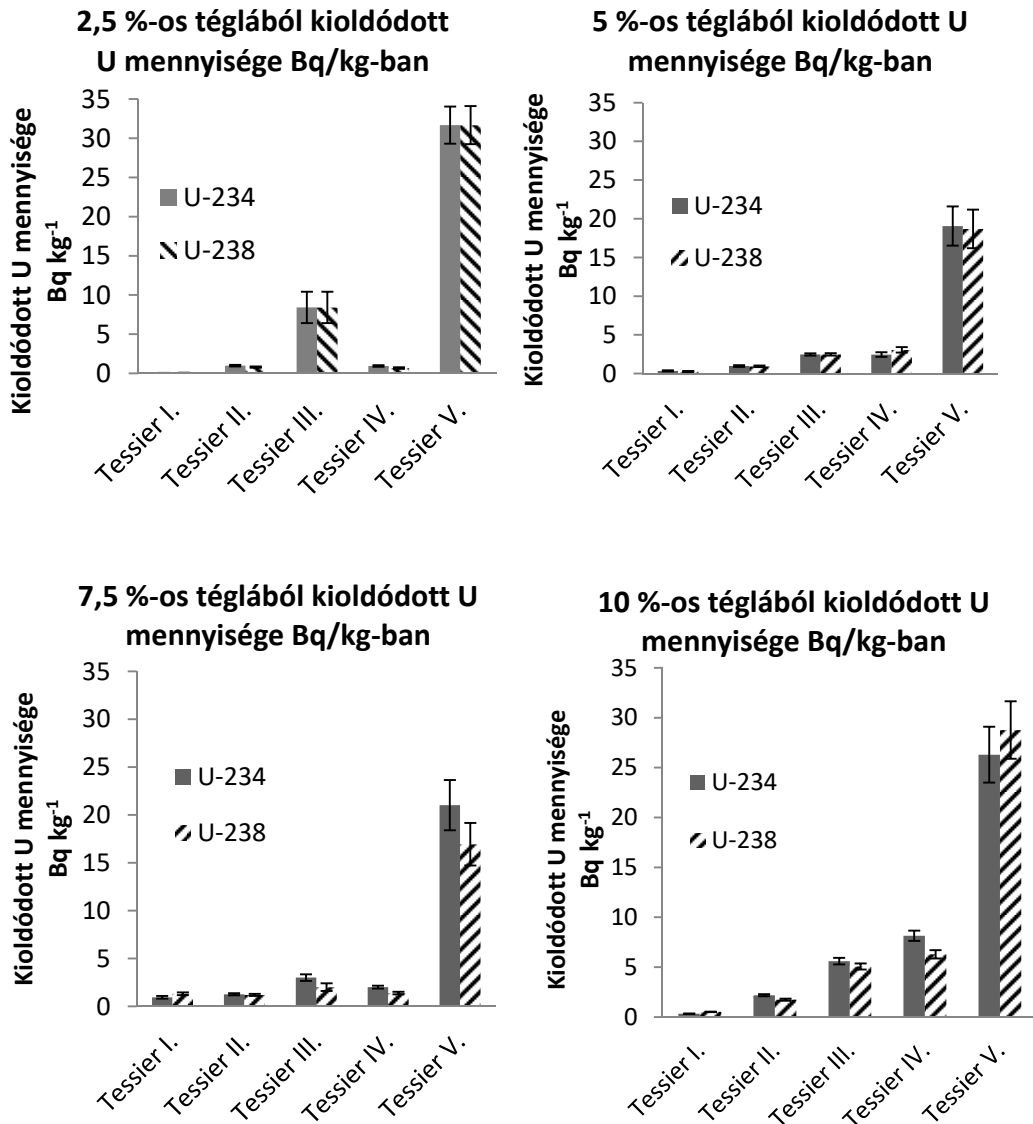 2,5 %-os téglából kioldódott
U mennyisége Bq/kg-ban
Kioldódott U mennyisége
Bq kg-1
35
30
25
20
15
10
5
0
U-234
U-238
Tessier I.
Tessier II.
Tessier III.
Tessier IV.
Tessier V.
5 %-os téglából kioldódott U
mennyisége Bq/kg-ban
Kioldódott U mennyisége
Bq kg-1
35
30
25
20
15
10
5
0
U-234
U-238
Tessier I.
Tessier II.
Tessier III.
Tessier IV.
Tessier V.
7,5 %-os téglából kioldódott U
mennyisége Bq/kg-ban
Kioldódott U mennyisége
Bq kg-1
35
30
25
20
15
10
5
0
U-234
U-238
Tessier I.
Tessier II.
Tessier III.
Tessier IV.
Tessier V.
10 %-os téglából kioldódott U
mennyisége Bq/kg-ban
Kioldódott U mennyisége
Bq kg-1
35
30
25
20
15
10
5
0
U-234
U-238
Tessier I.
Tessier II.
Tessier III.
Tessier IV.
Tessier V.